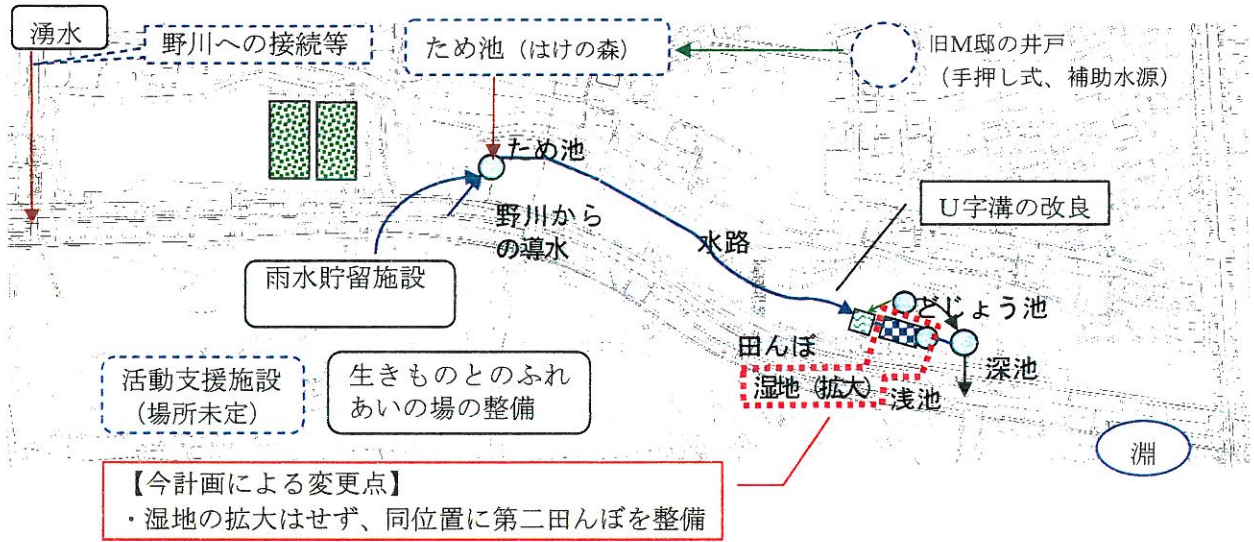 湧水
野川への接続等
ため池(はけの森)
旧M邸の井戸
(手押し式、補助水源)
ため池
U字溝の改良
野川から
の導水
水路
雨水貯留施設
どじょう池
田んぼ
深池
湿地(拡大)
浅池
活動支援施設
(場所未定)
生きものとのふれ
あいの場の整備
淵
【今計画による変更点】
・湿地の拡大はせず、同位置に第二田んぼを整備